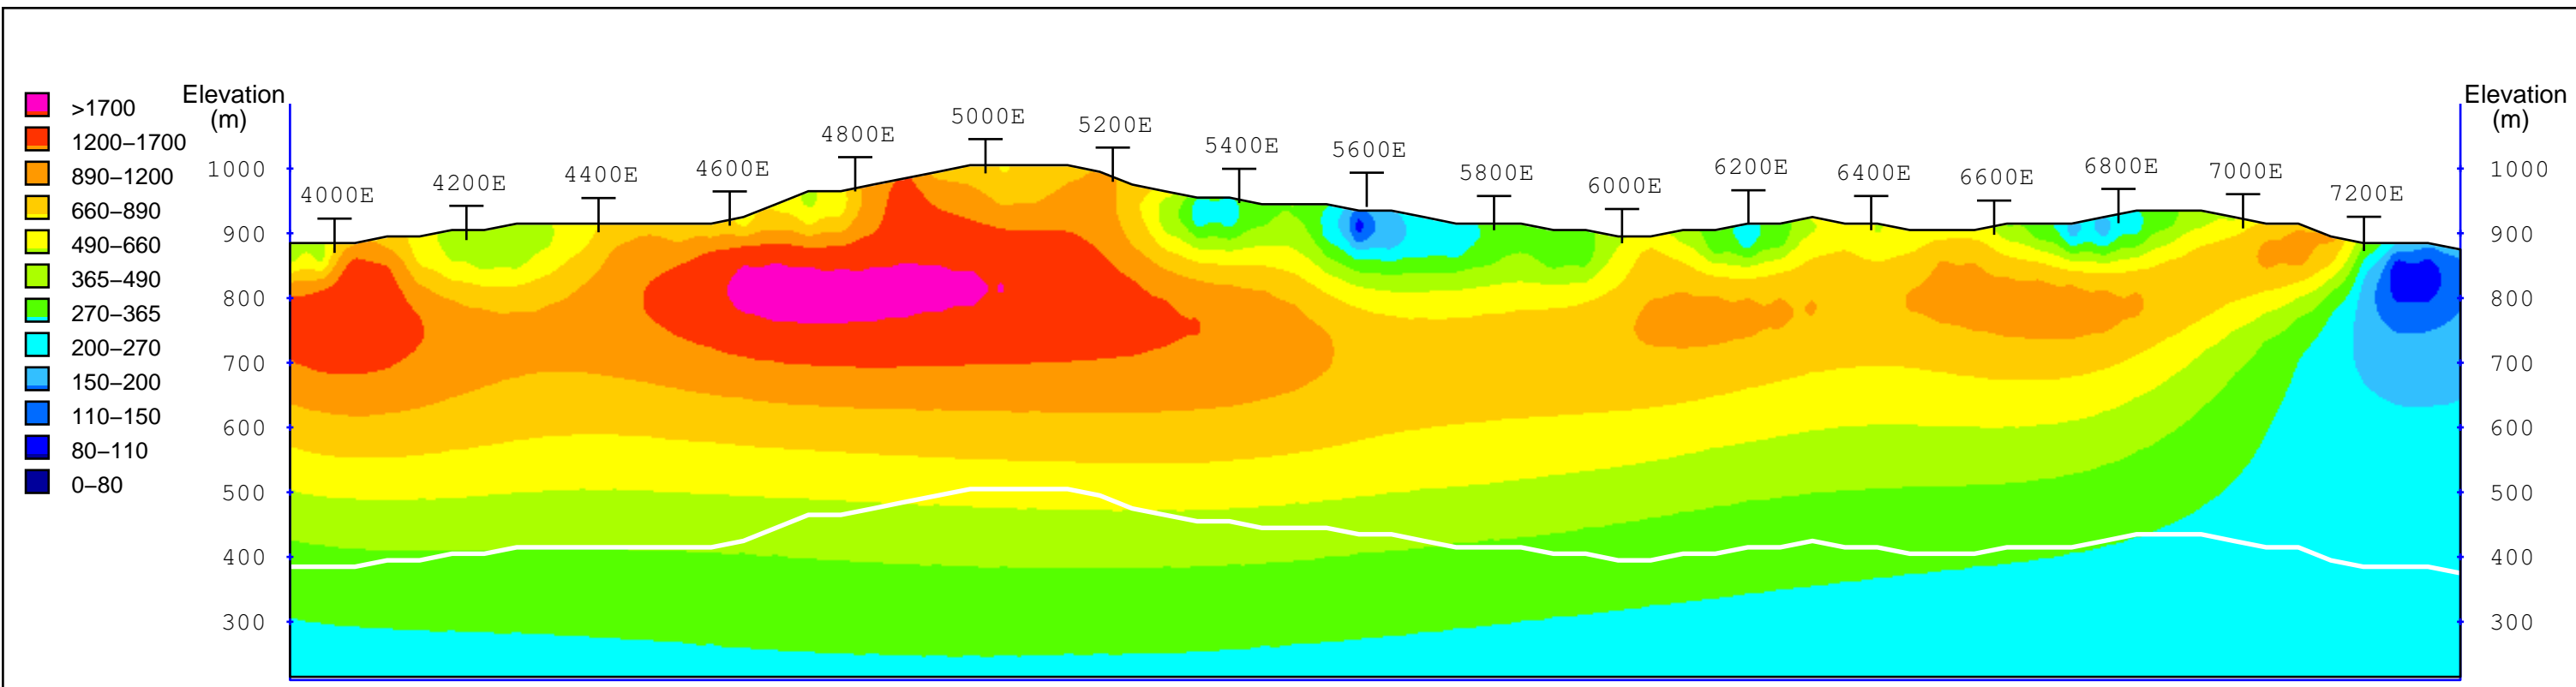 Elevation
(m)
>1700
1200–1700
890–1200
660–890
490–660
365–490
270–365
200–270
150–200
110–150
80–110
0–80
1000
900
800
700
600
500
400
300
4000E
4200E
4400E
4600E
4800E
5000E
5200E
5400E
5600E
5800E
6000E
6200E
6400E
6600E
6800E
7000E
7200E
Elevation
(m)
1000
900
800
700
600
500
400
300